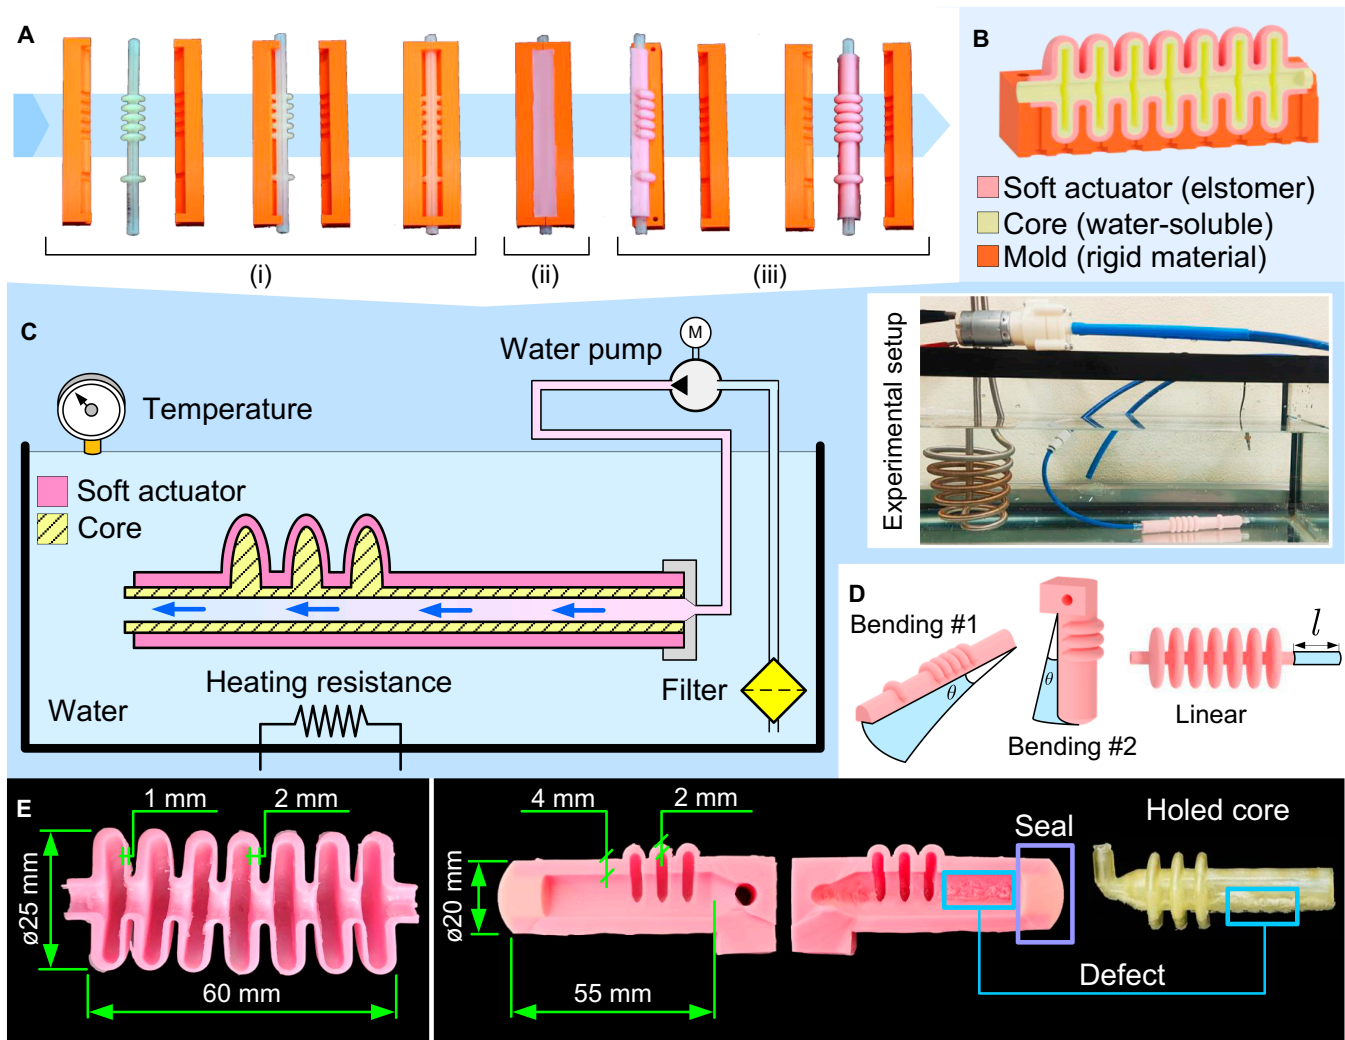 A
(i)
(ii)
(iii)
B
Soft actuator (elstomer)
Core (water-soluble)
Mold (rigid material)
C
Temperature
Water pump
M
Soft actuator
Core
Heating resistance
Water
Filter
Experimental setup
D
Bending #1
θ
Bending #2
θ
l
Linear
E
1 mm
2 mm
ø25 mm
60 mm
4 mm
2 mm
ø20 mm
55 mm
Seal
Holed core
Defect